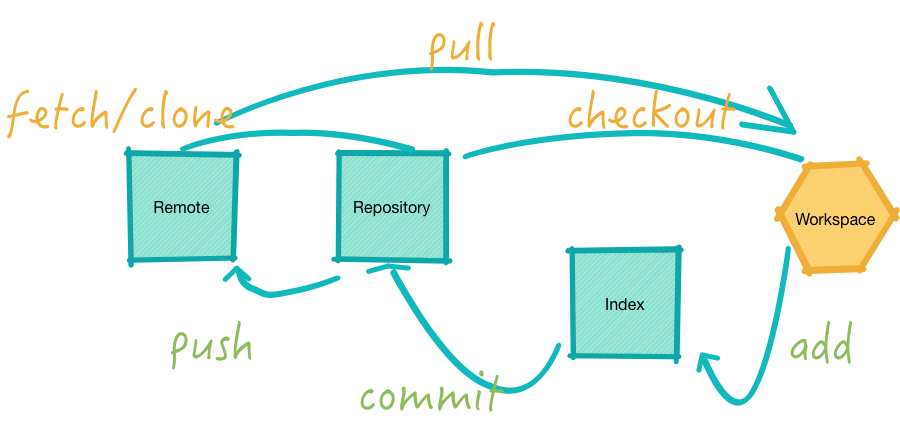 pull
fetch/clone
checkout
Remote
Repository
Workspace
Index
push
add
commit